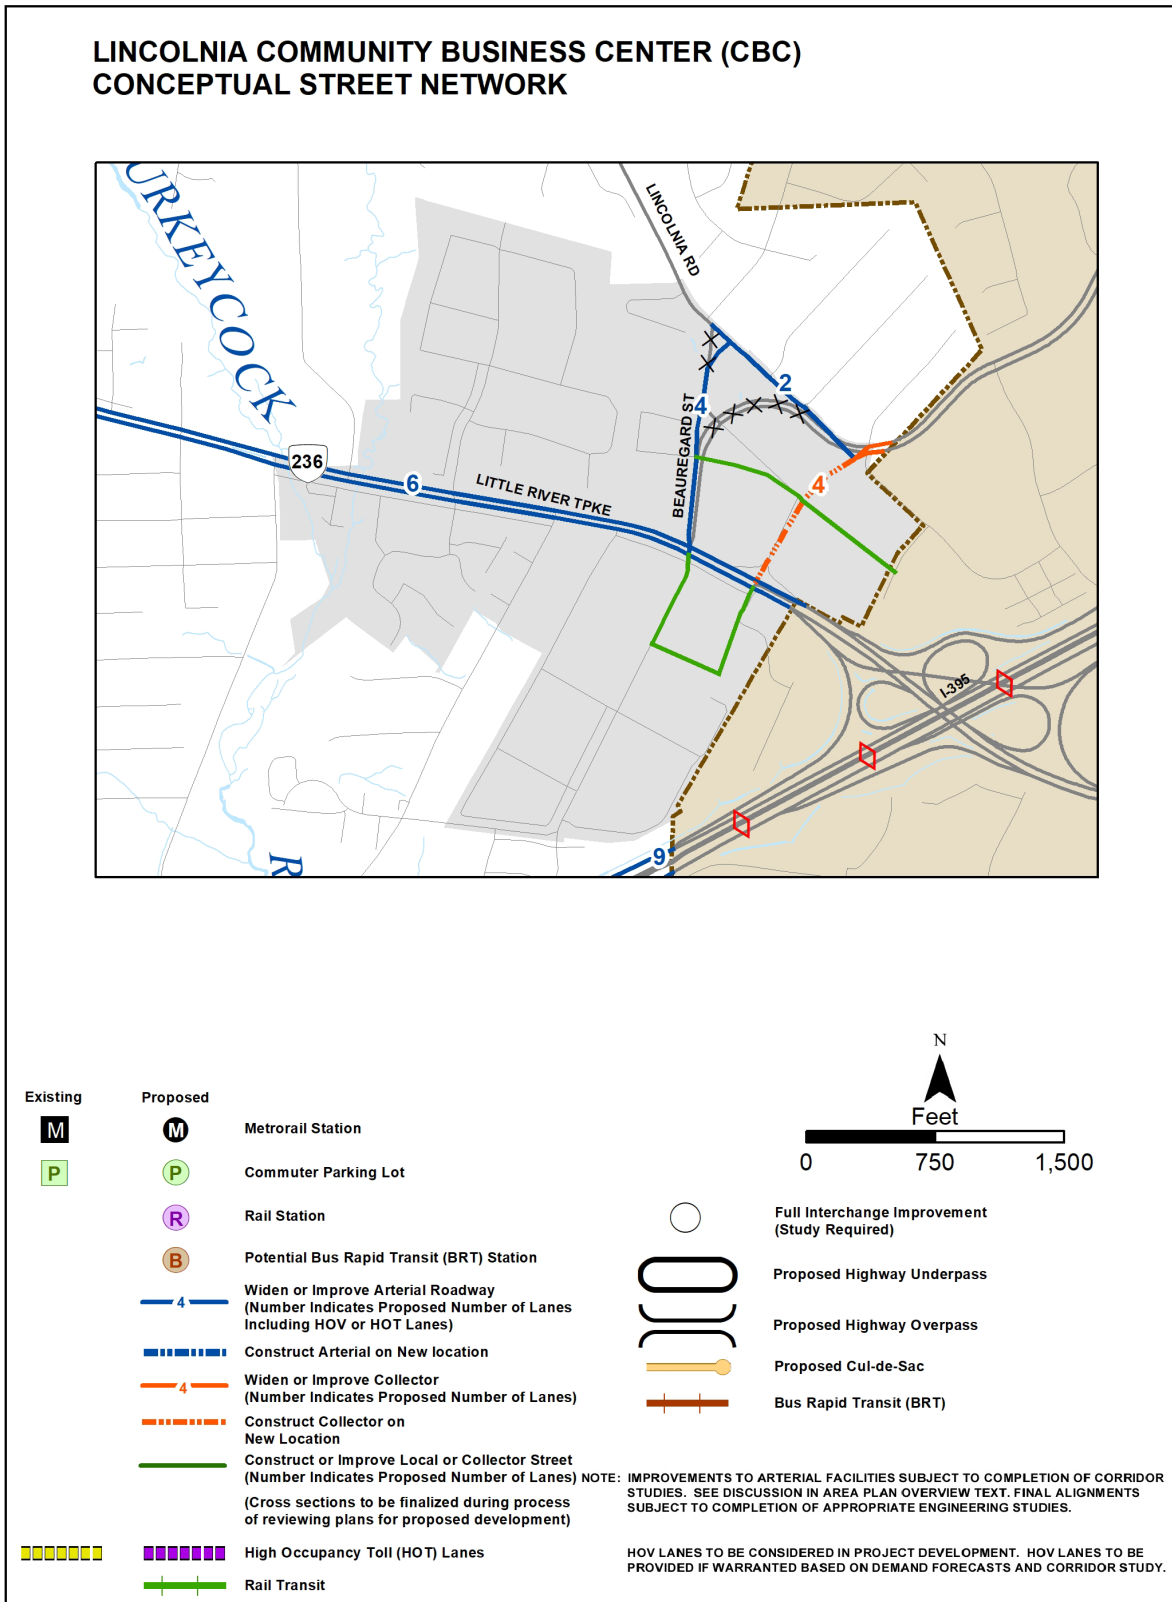 LINCOLNIA COMMUNITY BUSINESS CENTER (CBC)
CONCEPTUAL STREET NETWORK
URKEYCOCK
LINCOLNIA RD
2
4
BEAUREGARD ST
236
6
LITTLE RIVER TPKE
4
I-395
9
R
N
Feet
0 750 1,500
Existing Proposed
M M Metrorail Station
P P Commuter Parking Lot
R Rail Station
B Potential Bus Rapid Transit (BRT) Station
4 Widen or Improve Arterial Roadway
(Number Indicates Proposed Number of Lanes
Including HOV or HOT Lanes)
Construct Arterial on New location
4 Widen or Improve Collector
(Number Indicates Proposed Number of Lanes)
Construct Collector on
New Location
Construct or Improve Local or Collector Street
(Number Indicates Proposed Number of Lanes)
(Cross sections to be finalized during process
of reviewing plans for proposed development)
High Occupancy Toll (HOT) Lanes
Rail Transit
Full Interchange Improvement
(Study Required)
Proposed Highway Underpass
Proposed Highway Overpass
Proposed Cul-de-Sac
Bus Rapid Transit (BRT)
NOTE: IMPROVEMENTS TO ARTERIAL FACILITIES SUBJECT TO COMPLETION OF CORRIDOR
STUDIES. SEE DISCUSSION IN AREA PLAN OVERVIEW TEXT. FINAL ALIGNMENTS
SUBJECT TO COMPLETION OF APPROPRIATE ENGINEERING STUDIES.
HOV LANES TO BE CONSIDERED IN PROJECT DEVELOPMENT. HOV LANES TO BE
PROVIDED IF WARRANTED BASED ON DEMAND FORECASTS AND CORRIDOR STUDY.